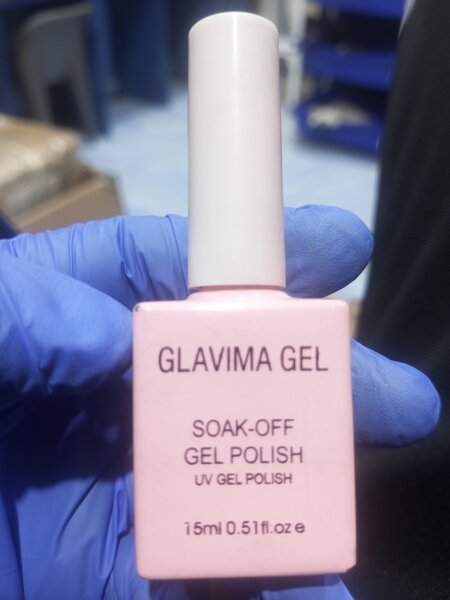 GLAVIMA GEL
SOAK-OFF
GEL POLISH
UV GEL POLISH
15ml 0.51fl.oz e